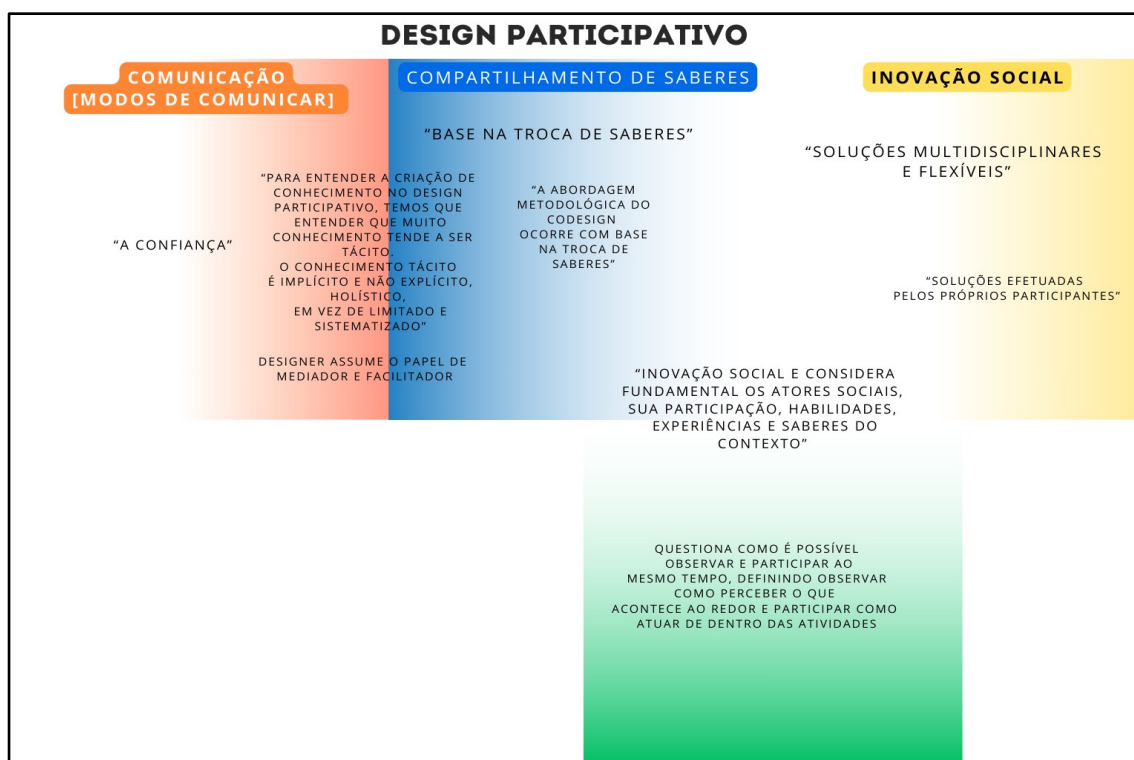 DESIGN PARTICIPATIVO
COMUNICAÇÃO
[MODOS DE COMUNICAR]
“A CONFIANÇA”
“PARA ENTENDER A CRIAÇÃO DE
CONHECIMENTO NO DESIGN
PARTICIPATIVO, TEMOS QUE
ENTENDER QUE MUITO
CONHECIMENTO TENDE A SER
TÁCITO.
O CONHECIMENTO TÁCITO
É IMPLÍCITO E NÃO EXPLÍCITO,
HOLÍSTICO,
EM VEZ DE LIMITADO E
SISTEMATIZADO”
DESIGNER ASSUME O PAPEL DE
MEDIADOR E FACILITADOR
COMPARTILHAMENTO DE SABERES
“BASE NA TROCA DE SABERES”
“A ABORDAGEM
METODOLÓGICA DO
CODESIGN
OCORRE COM BASE
NA TROCA DE
SABERES”
INOVAÇÃO SOCIAL
“SOLUÇÕES MULTIDISCIPLINARES
E FLEXÍVEIS”
“SOLUÇÕES EFETUADAS
PELOS PRÓPRIOS PARTICIPANTES”
“INOVAÇÃO SOCIAL E CONSIDERA
FUNDAMENTAL OS ATORES SOCIAIS,
SUA PARTICIPAÇÃO, HABILIDADES,
EXPERIÊNCIAS E SABERES DO
CONTEXTO”
QUESTIONA COMO É POSSÍVEL
OBSERVAR E PARTICIPAR AO
MESMO TEMPO, DEFININDO OBSERVAR
COMO PERCEBER O QUE
ACONTECE AO REDOR E PARTICIPAR COMO
ATUAR DE DENTRO DAS ATIVIDADES